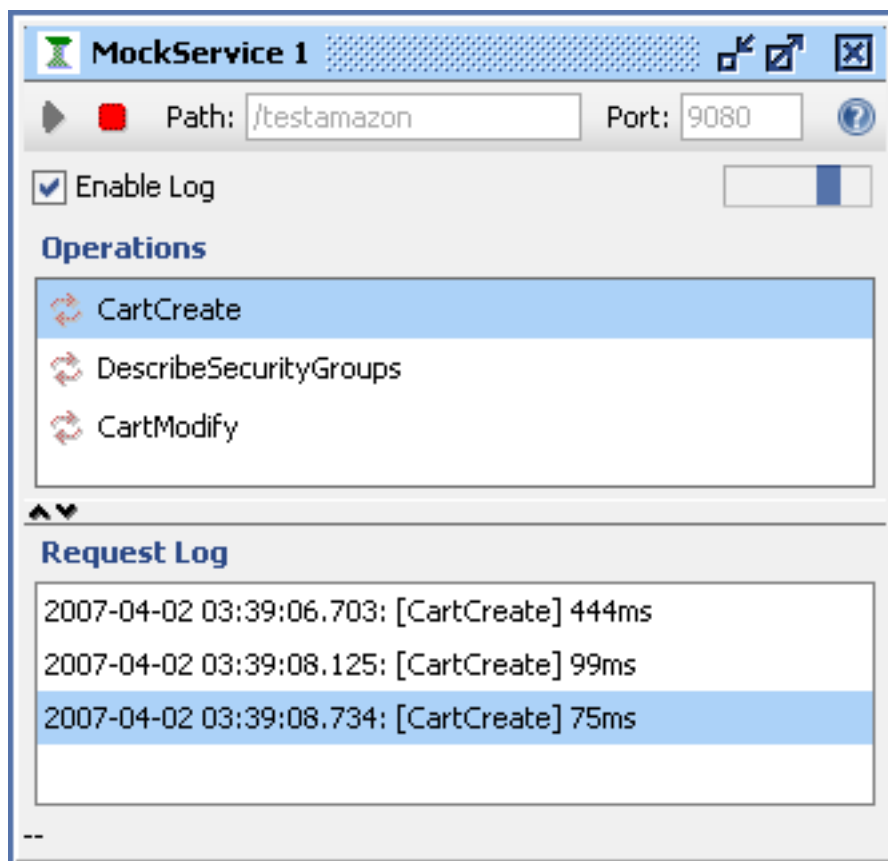 MockService 1
Path: /testamazon Port: 9080
Enable Log
Operations
CartCreate
DescribeSecurityGroups
CartModify
Request Log
2007-04-02 03:39:06.703: [CartCreate] 444ms
2007-04-02 03:39:08.125: [CartCreate] 99ms
2007-04-02 03:39:08.734: [CartCreate] 75ms
--